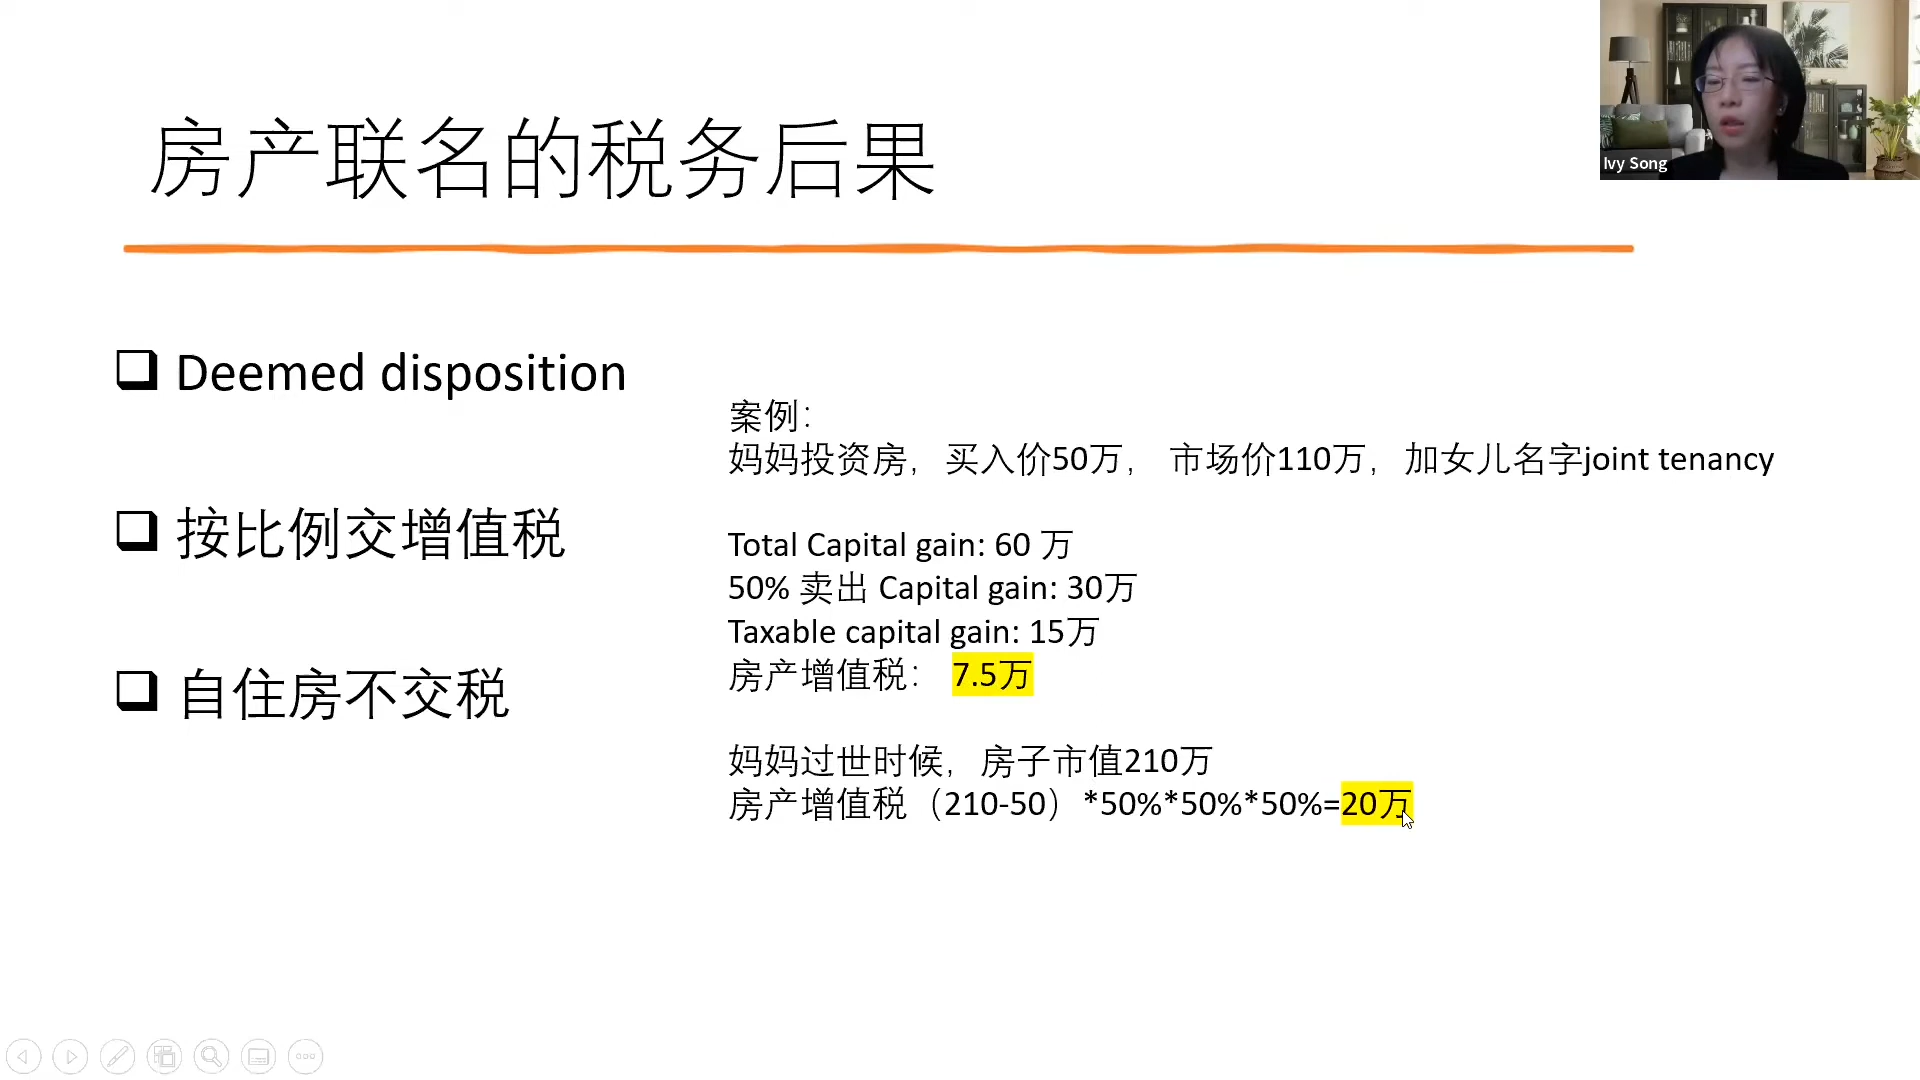 房产联名的税务后果
Ivy Song
Deemed disposition
按比例交增值税
自住房不交税
案例：
妈妈投资房，买入价50万， 市场价110万，加女儿名字joint tenancy
Total Capital gain: 60 万
50% 卖出 Capital gain: 30万
Taxable capital gain: 15万
房产增值税： 7.5万
妈妈过世时候，房子市值210万
房产增值税（210-50）*50%*50%*50%=20万